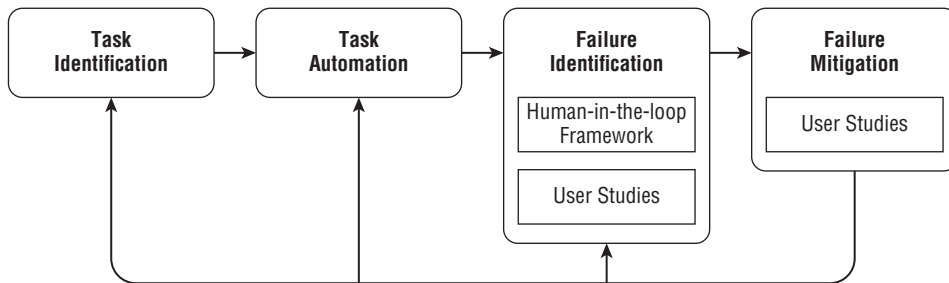 Task
Identification
Task
Automation
Failure
Identification
Human-in-the-loop
Framework
User Studies
Failure
Mitigation
User Studies